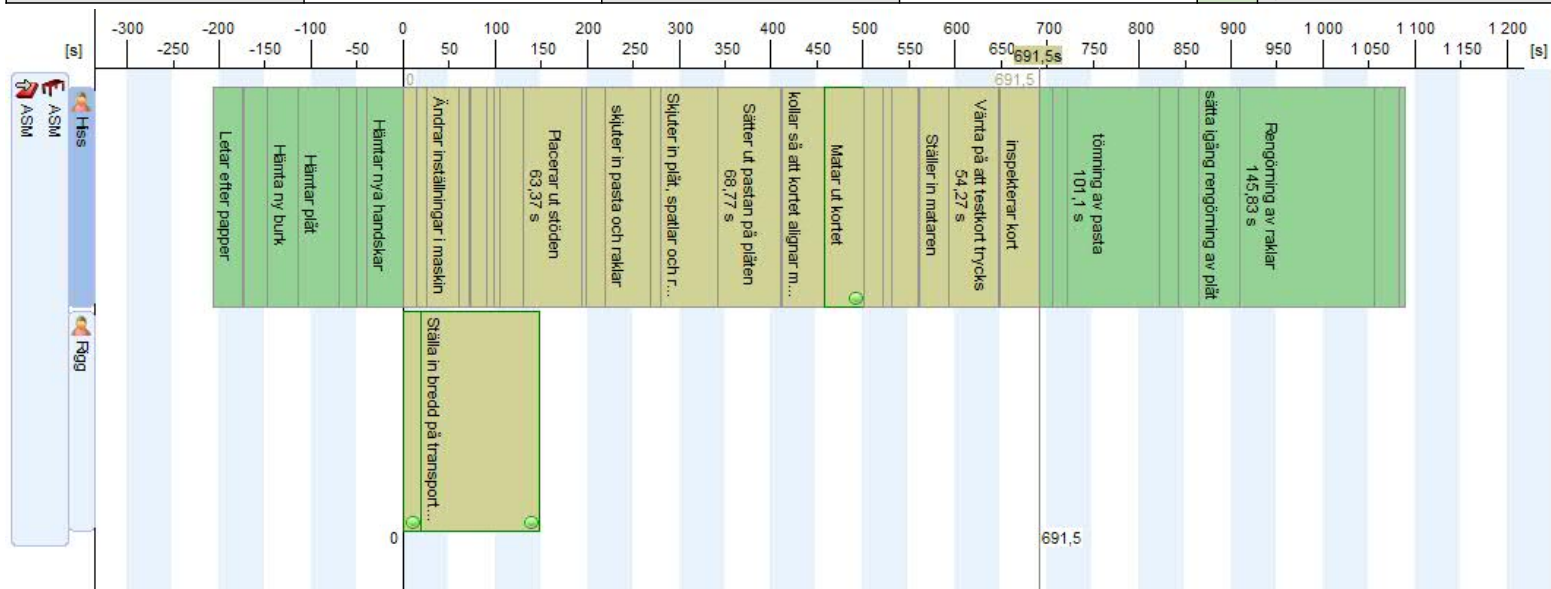 -300 -200 -100 0 100 200 300 400 500 600 700 800 900 1 000 1 100 1 200
[s] -250 -150 -50 50 150 250 350 450 550 650 750 850 950 1 050 1 150 [s]
691,5s
0
691,5
ASM
ASM
Hiss
Letar efter papper
Hämta ny burk
Hämtar plåt
Hämtar nya handskar
Ändrar inställningar i maskin
Placerar ut stöden
63,37 s
skjuter in pasta och raklar
Skjuter in plåt, spatlar och r...
Sätter ut pastan på plåten
68,77 s
kollar så att kortet alignar m...
Matar ut kortet
Ställer in mataren
Vänta på att testkort trycks
54,27 s
inspekterar kort
tömning av pasta
101,1 s
sätta igång rengörning av plåt
Rengörning av raklar
145,83 s
Rigg
Ställa in bredd på transport...
0
691,5